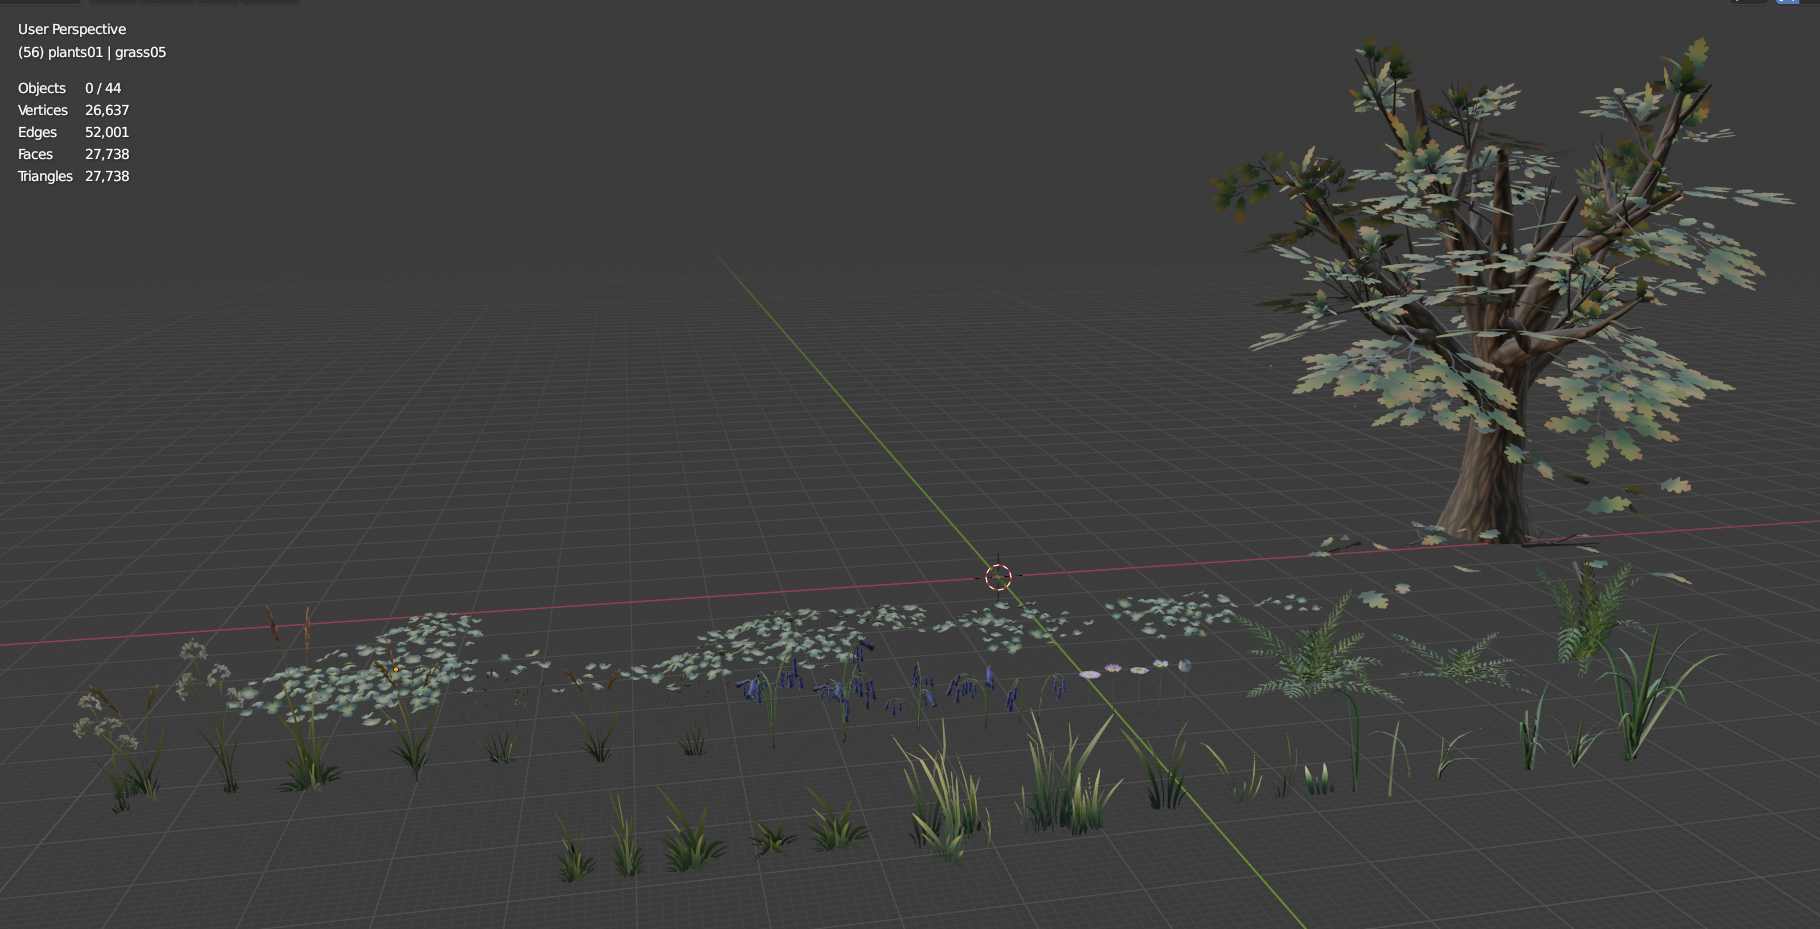 User Perspective
(56) plants01 | grass05
Objects 0 / 44
Vertices 26,637
Edges 52,001
Faces 27,738
Triangles 27,738